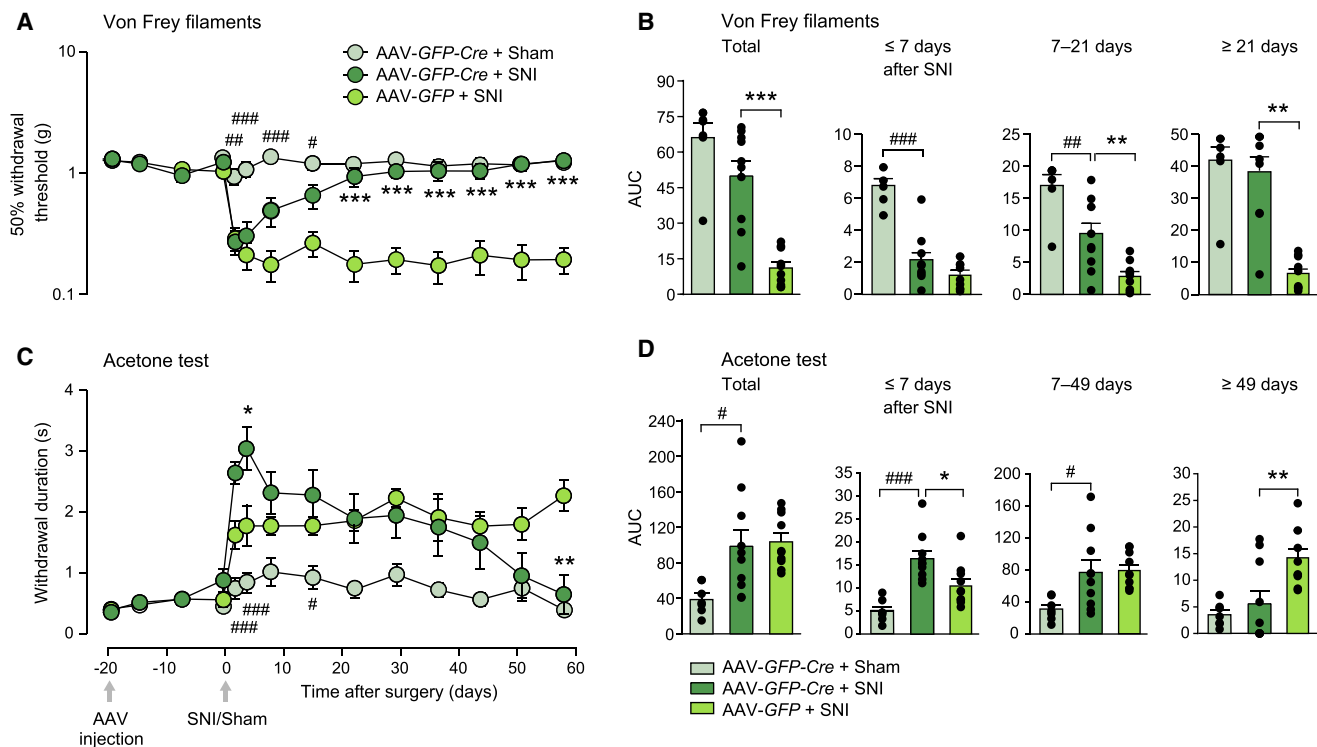 A
Von Frey filaments
10
1
0.1
50% withdrawal
threshold (g)
AAV-GFP-Cre + Sham
AAV-GFP-Cre + SNI
AAV-GFP + SNI
###
##
###
#
***
***
***
***
***
***
B
Von Frey filaments
Total
≤ 7 days
after SNI
7–21 days
≥ 21 days
AUC
90
75
60
45
30
15
0
***
10
8
6
4
2
0
###
25
20
15
10
5
0
##
**
50
40
30
20
10
0
**
C
Acetone test
4
3
2
1
0
Withdrawal duration (s)
*
**
###
###
#
-20
0
10
20
30
40
50
60
-10
Time after surgery (days)
AAV
injection
SNI/Sham
D
Acetone test
Total
≤ 7 days
after SNI
7–49 days
≥ 49 days
AUC
240
200
160
120
80
40
0
#
35
30
25
20
15
10
5
0
###
*
200
160
120
80
40
0
#
30
25
20
15
10
5
0
**
AAV-GFP-Cre + Sham
AAV-GFP-Cre + SNI
AAV-GFP + SNI